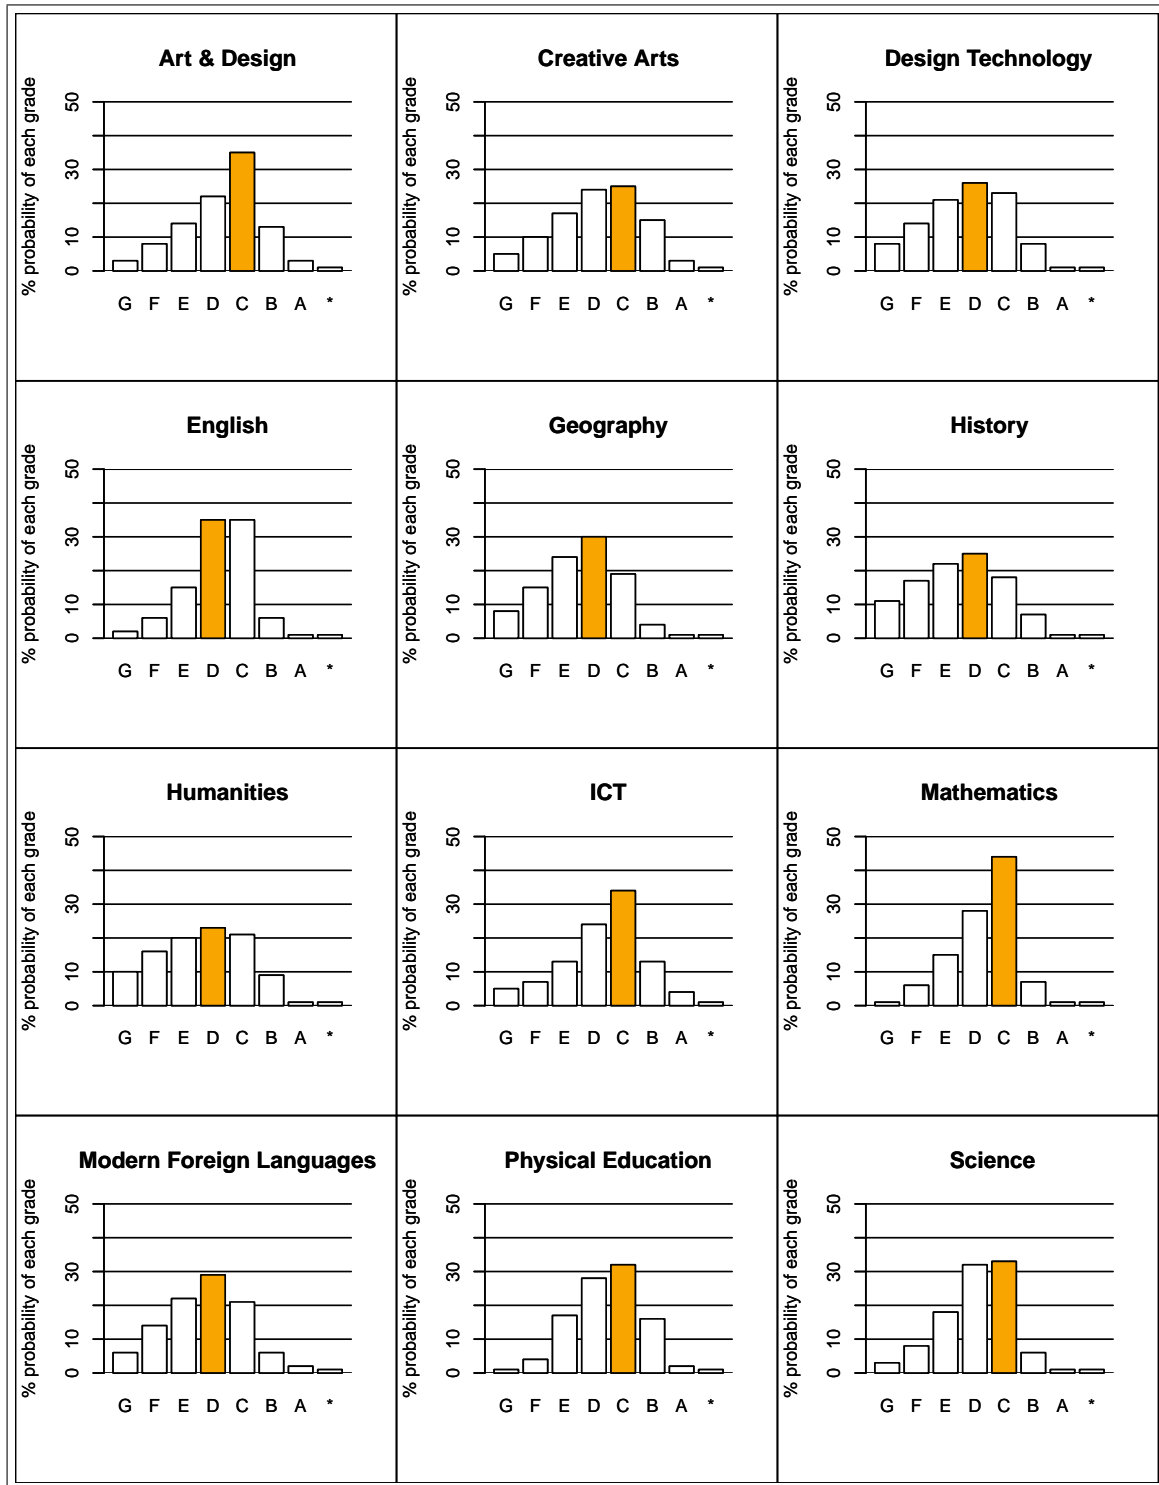 Art & Design
% probability of each grade
50
30
10
0
G F E D C B A *
Creative Arts
% probability of each grade
50
30
10
0
G F E D C B A *
Design Technology
% probability of each grade
50
30
10
0
G F E D C B A *
English
% probability of each grade
50
30
10
0
G F E D C B A *
Geography
% probability of each grade
50
30
10
0
G F E D C B A *
History
% probability of each grade
50
30
10
0
G F E D C B A *
Humanities
% probability of each grade
50
30
10
0
G F E D C B A *
ICT
% probability of each grade
50
30
10
0
G F E D C B A *
Mathematics
% probability of each grade
50
30
10
0
G F E D C B A *
Modern Foreign Languages
% probability of each grade
50
30
10
0
G F E D C B A *
Physical Education
% probability of each grade
50
30
10
0
G F E D C B A *
Science
% probability of each grade
50
30
10
0
G F E D C B A *